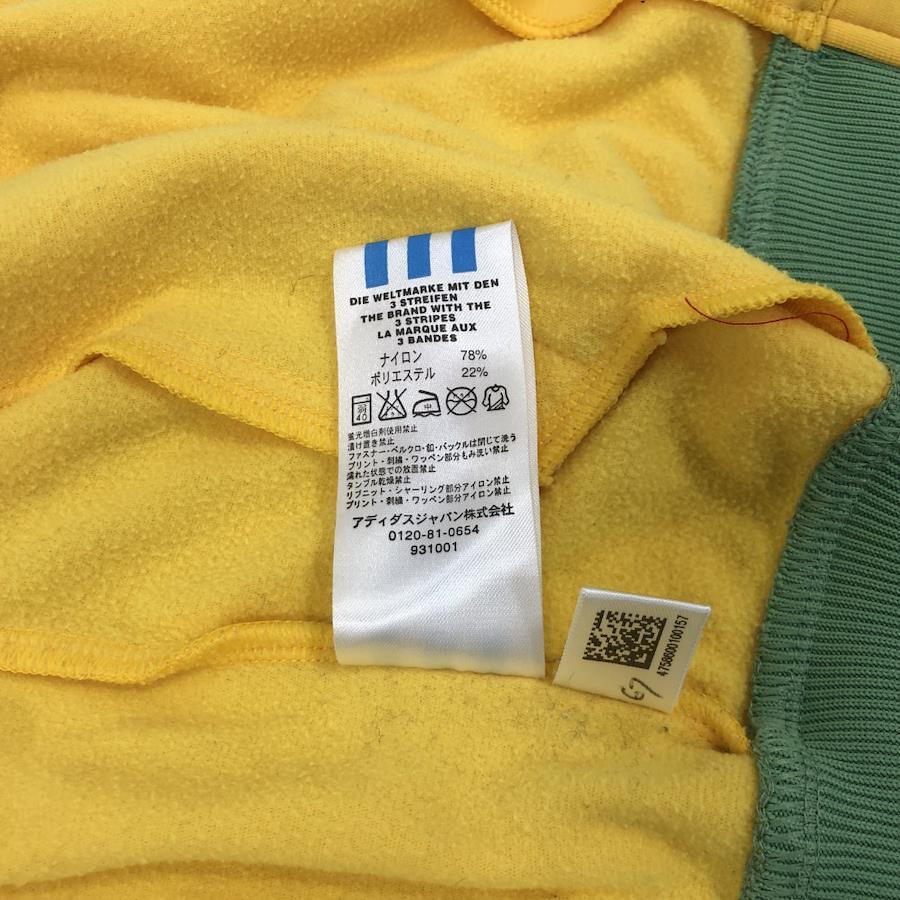 DIE WELTMARKE MIT DEN
3 STREIFEN
THE BRAND WITH THE
3 STRIPES
LA MARQUE AUX
3 BANDES
ナイロン 78%
ポリエステル 22%
弱
40
中
蛍光増白剤使用禁止
漬け置き禁止
ファスナー・ベルクロ・釦・バックルは閉じて洗う
プリント・刺繍・ワッペン部分もみ洗い禁止
濡れた状態での放置禁止
タンブル乾燥禁止
リブニット・シャーリング部分アイロン禁止
プリント・刺繍・ワッペン部分アイロン禁止
アディダスジャパン株式会社
0120-81-0654
931001
4758600100157
67